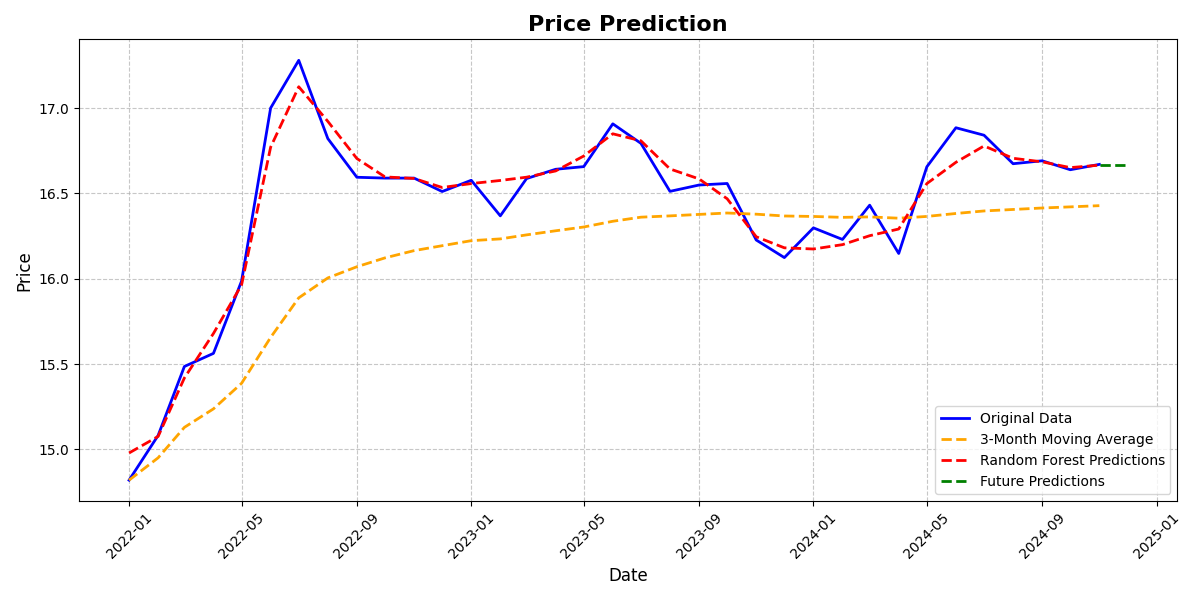 Price Prediction
Price
17.0
16.5
16.0
15.5
15.0
2022-01
2022-05
2022-09
2023-01
2023-05
2023-09
2024-01
2024-05
2024-09
2025-01
Date
Original Data
3-Month Moving Average
Random Forest Predictions
Future Predictions